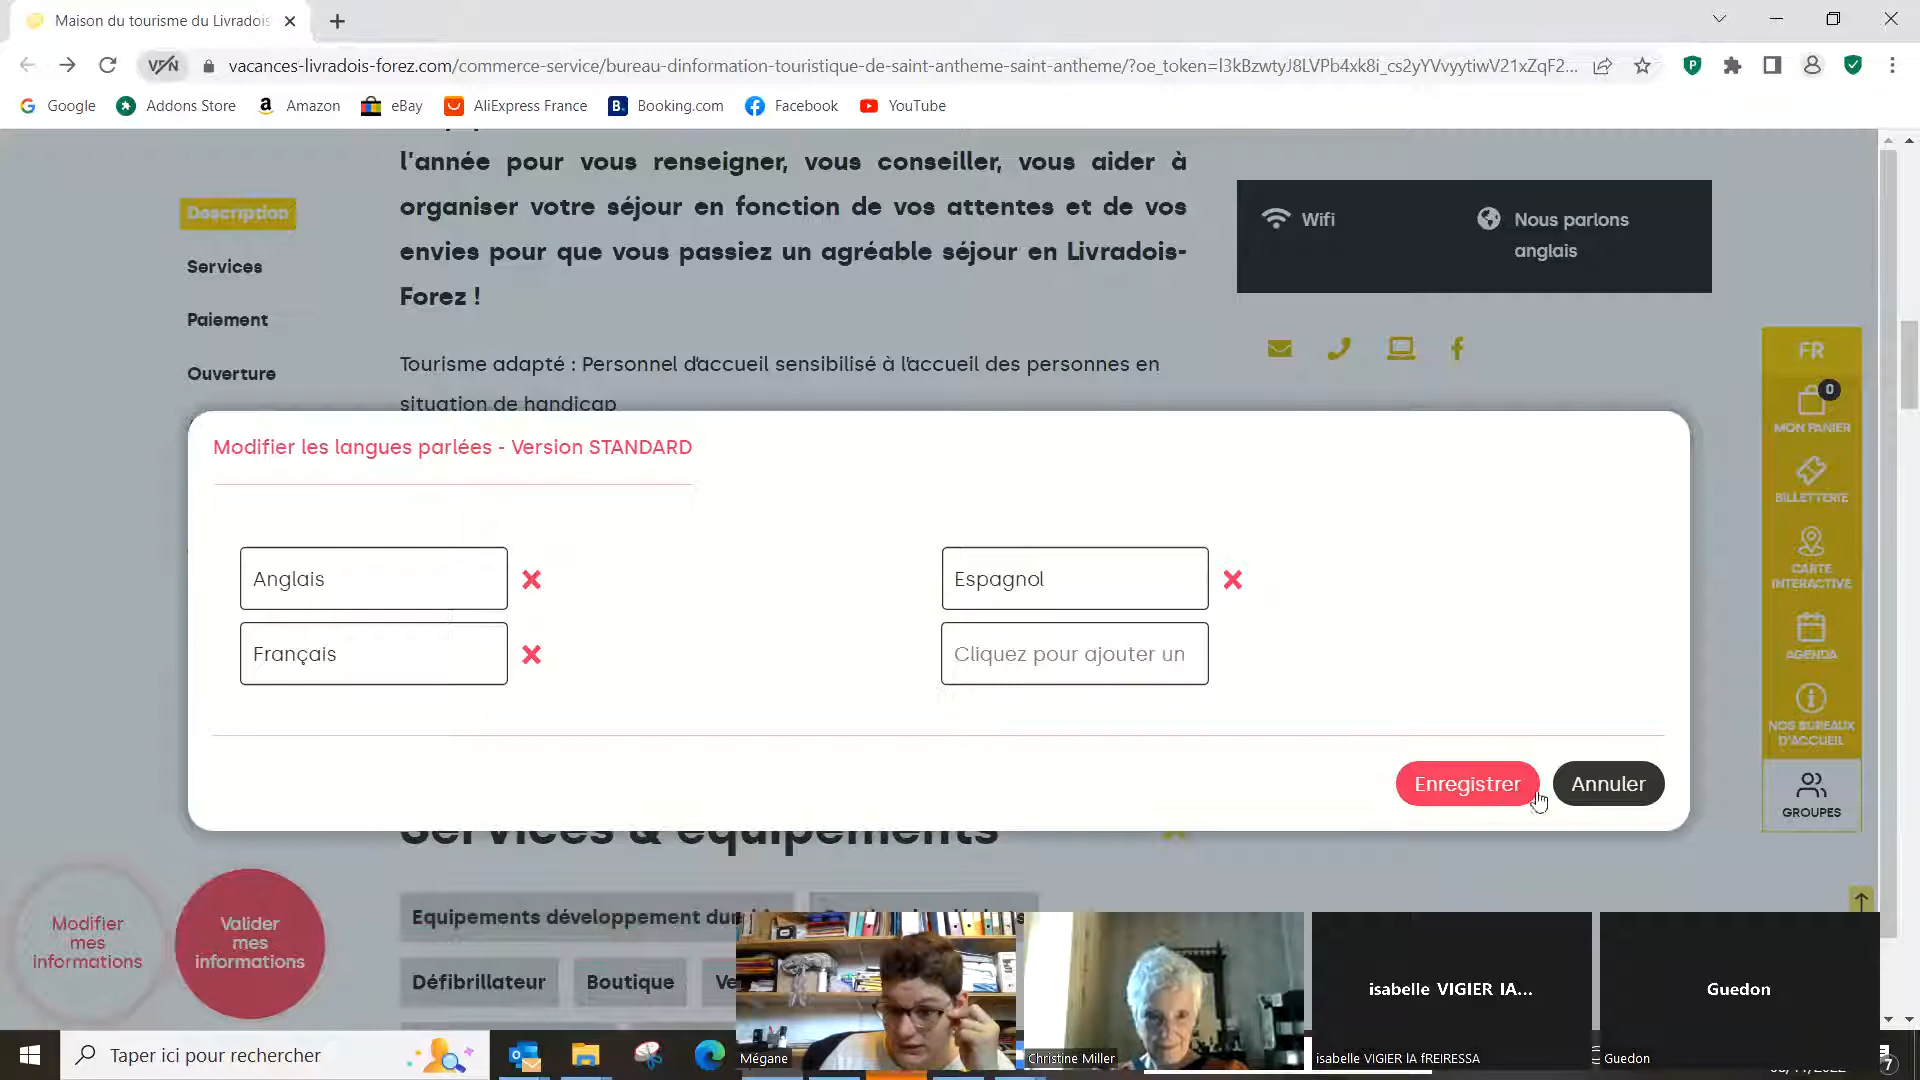 Maison du tourisme du Livradois
VPN
vacances-livradois-forez.com/commerce-service/bureau-dinformation-touristique-de-saint-antheme-saint-antheme/?oe_token=l3kBzwtyJ8LVPb4xk8i_cs2yYVvyytiwV21xZqF2...
Google
Addons Store
Amazon
eBay
AliExpress France
Booking.com
Facebook
YouTube
l'année pour vous renseigner, vous conseiller, vous aider à
organiser votre séjour en fonction de vos attentes et de vos
envies pour que vous passiez un agréable séjour en Livradois-
Forez !
Tourisme adapté : Personnel d'accueil sensibilisé à l'accueil des personnes en
situation de handicap
Description
Services
Paiement
Ouverture
Wifi
Nous parlons
anglais
FR
0
MON PANIER
BILLETTERIE
CARTE
INTERACTIVE
AGENDA
NOS BUREAUX
D'ACCUEIL
GROUPES
Modifier les langues parlées - Version STANDARD
Anglais
Espagnol
Français
Cliquez pour ajouter un
Enregistrer
Annuler
Services & équipements
Equipements développement
Défibrillateur
Boutique
Modifier
mes
informations
Valider
mes
informations
Mégane
Christine Miller
isabelle VIGIER lA...
isabelle VIGIER lA fREIRESSA
Guedon
Guedon
Taper ici pour rechercher
7